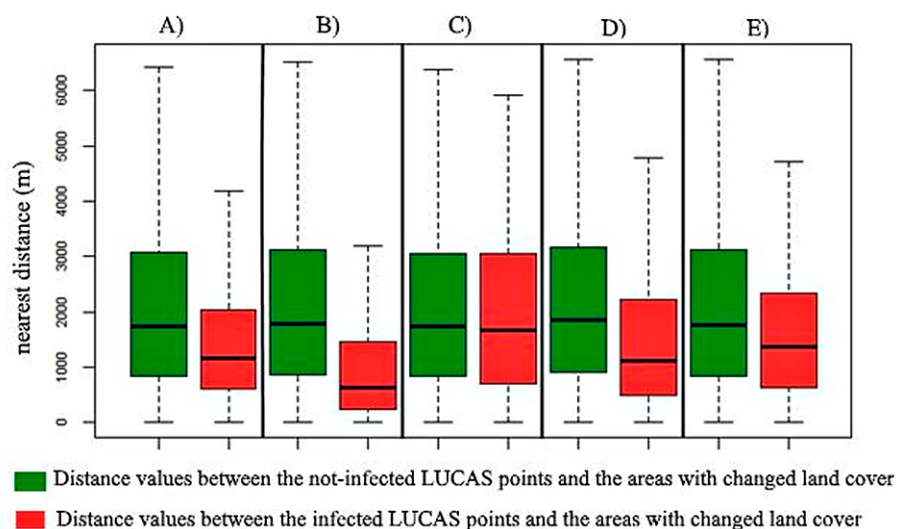 A) B) C) D) E)
nearest distance (m)
6000
5000
4000
3000
2000
1000
0
Distance values between the not-infected LUCAS points and the areas with changed land cover
Distance values between the infected LUCAS points and the areas with changed land cover